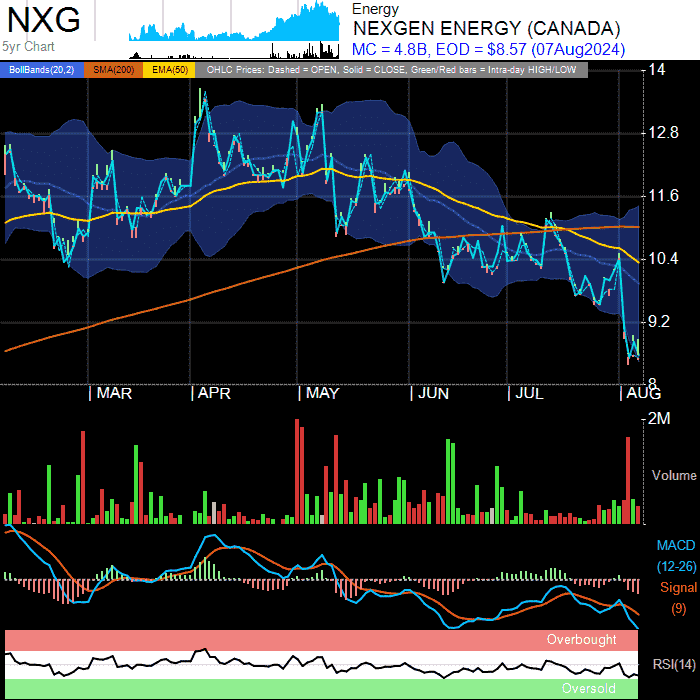 NXG
5yr Chart
Energy
NEXGEN ENERGY (CANADA)
MC = 4.8B, EOD = $8.57 (07Aug2024)
BollBands(20,2) SMA(200) EMA(50) OHLC Prices: Dashed = OPEN, Solid = CLOSE, Green/Red bars = Intra-day HIGH/LOW
14
12.8
11.6
10.4
9.2
8
MAR APR MAY JUN JUL AUG
2M
Volume
MACD
(12-26)
Signal
(9)
Overbought
RSI(14)
Oversold